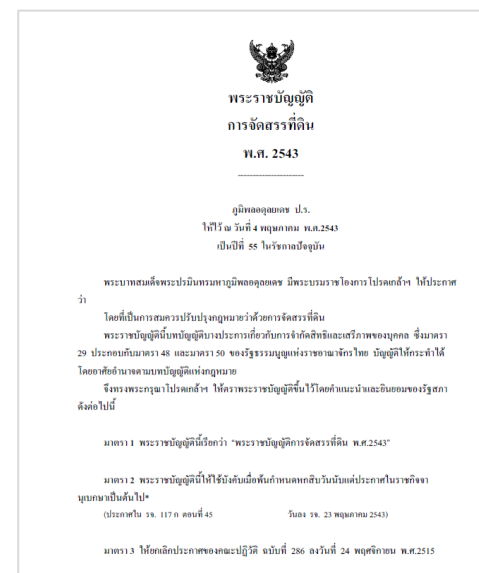 พระราชบัญญัติ
การจัดสรรที่ดิน
พ.ศ. 2543
ภูมิพลอดุลยเดช ป.ร.
ให้ไว้ ณ วันที่ 4 พฤษภาคม พ.ศ.2543
เป็นปีที่ 55 ในรัชกาลปัจจุบัน
พระบาทสมเด็จพระปรมินทรมหาภูมิพลอดุลยเดช มีพระบรมราชโองการโปรดเกล้าฯ ให้ประกาศ
ว่า
โดยที่เป็นการสมควรปรับปรุงกฎหมายว่าด้วยการจัดสรรที่ดิน
พระราชบัญญัตินี้มีบทบัญญัติบางประการเกี่ยวกับการจำกัดสิทธิและเสรีภาพของบุคคล ซึ่งมาตรา
29 ประกอบกับมาตรา 48 และมาตรา 50 ของรัฐธรรมนูญแห่งราชอาณาจักรไทย บัญญัติให้กระทำได้
โดยอาศัยอำนาจตามบทบัญญัติแห่งกฎหมาย
จึงทรงพระกรุณาโปรดเกล้าฯ ให้ตราพระราชบัญญัติขึ้นไว้โดยคำแนะนำและยินยอมของรัฐสภา
ดังต่อไปนี้
มาตรา 1 พระราชบัญญัตินี้เรียกว่า "พระราชบัญญัติการจัดสรรที่ดิน พ.ศ.2543"
มาตรา 2 พระราชบัญญัตินี้ให้ใช้บังคับเมื่อพ้นกำหนดหกสิบวันนับแต่ประกาศในราชกิจจา
นุเบกษาเป็นต้นไป*
(ประกาศใน รจ. 117 ก ตอนที่ 45 วันลง รจ. 23 พฤษภาคม 2543)
มาตรา 3 ให้ยกเลิกประกาศของคณะปฏิวัติ ฉบับที่ 286 ลงวันที่ 24 พฤศจิกายน พ.ศ.2515